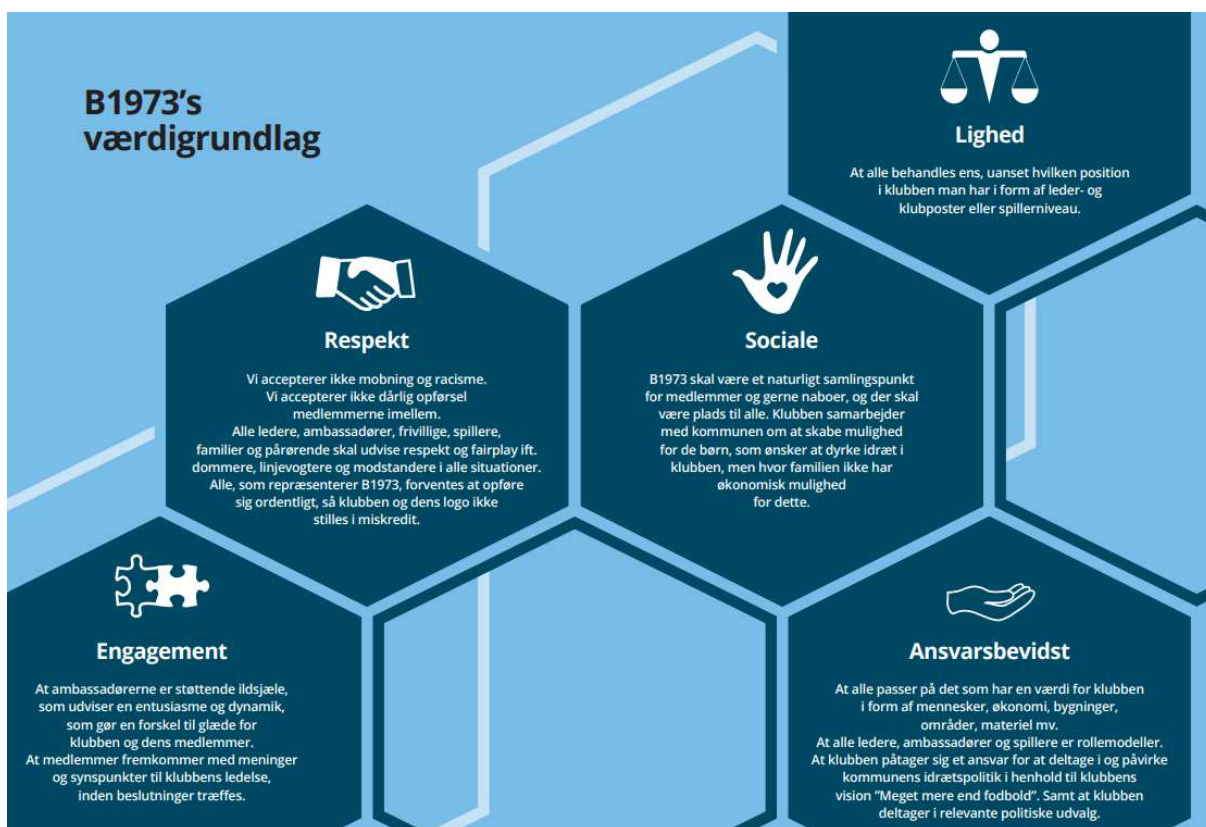 B1973’s
værdigrundlag
Lighed
At alle behandles ens, uanset hvilken position
i klubben man har i form af leder- og
klubposter eller spillerniveau.
Respekt
Vi accepterer ikke mobning og racisme.
Vi accepterer ikke dårlig opførsel
medlemmerne imellem.
Alle ledere, ambassadører, frivillige, spillere,
familier og pårørende skal udvise respekt og fairplay ift.
dommere, linjevogtere og modstandere i alle situationer.
Alle, som repræsenterer B1973, forventes at opføre
sig ordentligt, så klubben og dens logo ikke
stilles i miskredit.
Sociale
B1973 skal være et naturligt samlingspunkt
for medlemmer og gerne naboer, og der skal
være plads til alle. Klubben samarbejder
med kommunen om at skabe mulighed
for de børn, som ønsker at dyrke idræt i
klubben, men hvor familien ikke har
økonomisk mulighed
for dette.
Engagement
At ambassadørerne er støttende ildsjæle,
som udviser en entusiasme og dynamik,
som gør en forskel til glæde for
klubben og dens medlemmer.
At medlemmer fremkommer med meninger
og synspunkter til klubbens ledelse,
inden beslutninger træffes.
Ansvarsbevidst
At alle passer på det som har en værdi for klubben
i form af mennesker, økonomi, bygninger,
områder, materiel mv.
At alle ledere, ambassadører og spillere er rollemodeller.
At klubben påtager sig et ansvar for at deltage i og påvirke
kommunens idrætspolitik i henhold til klubbens
vision ”Meget mere end fodbold”. Samt at klubben
deltager i relevante politiske udvalg.